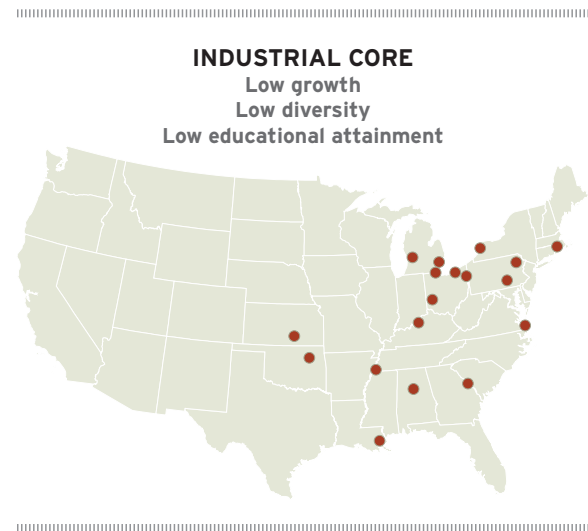 INDUSTRIAL CORE
Low growth
Low diversity
Low educational attainment